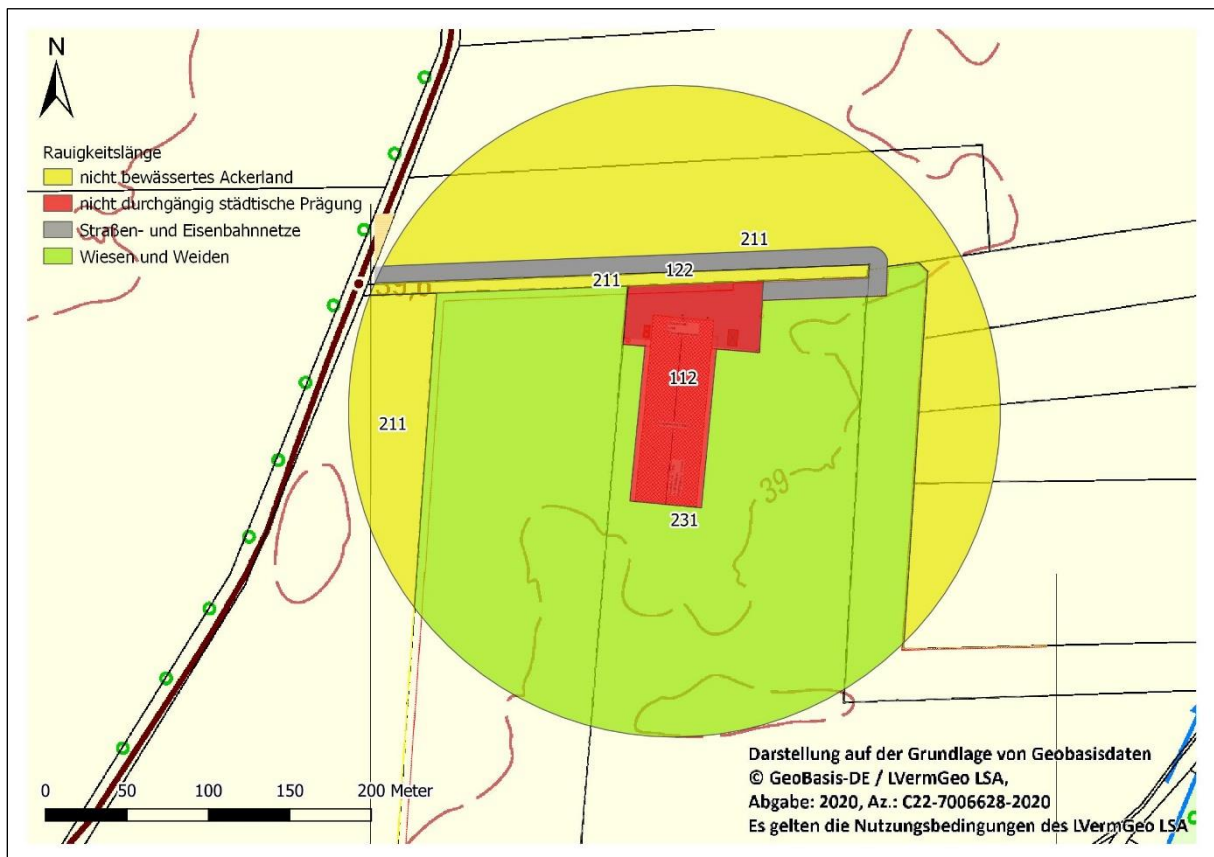 N
Rauigkeitslänge
nicht bewässertes Ackerland
nicht durchgängig städtische Prägung
Straßen- und Eisenbahnnetze
Wiesen und Weiden
211
122
211
39,0
112
211
39
231
0 50 100 150 200 Meter
Darstellung auf der Grundlage von Geobasisdaten
© GeoBasis-DE / LVermGeo LSA,
Abgabe: 2020, Az.: C22-7006628-2020
Es gelten die Nutzungsbedingungen des LVermGeo LSA